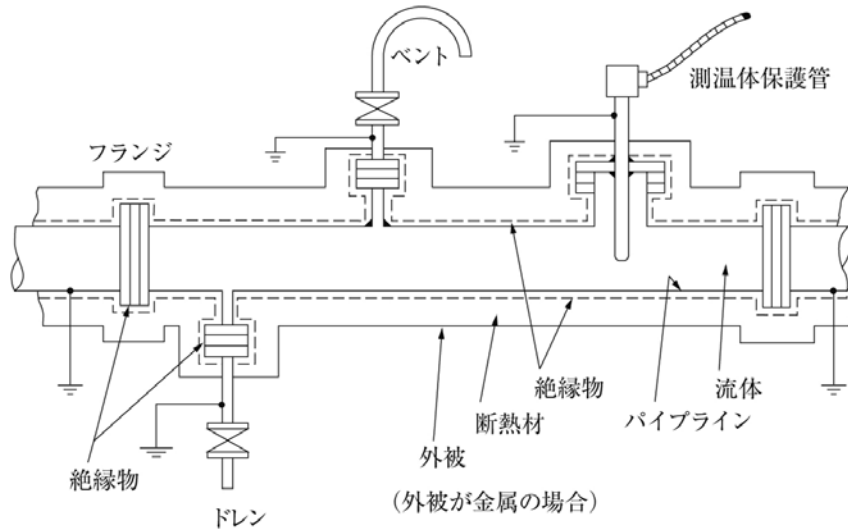 ベント
測温体保護管
フランジ
絶縁物
流体
断熱材
パイプライン
外被
絶縁物
(外被が金属の場合)
ドレン